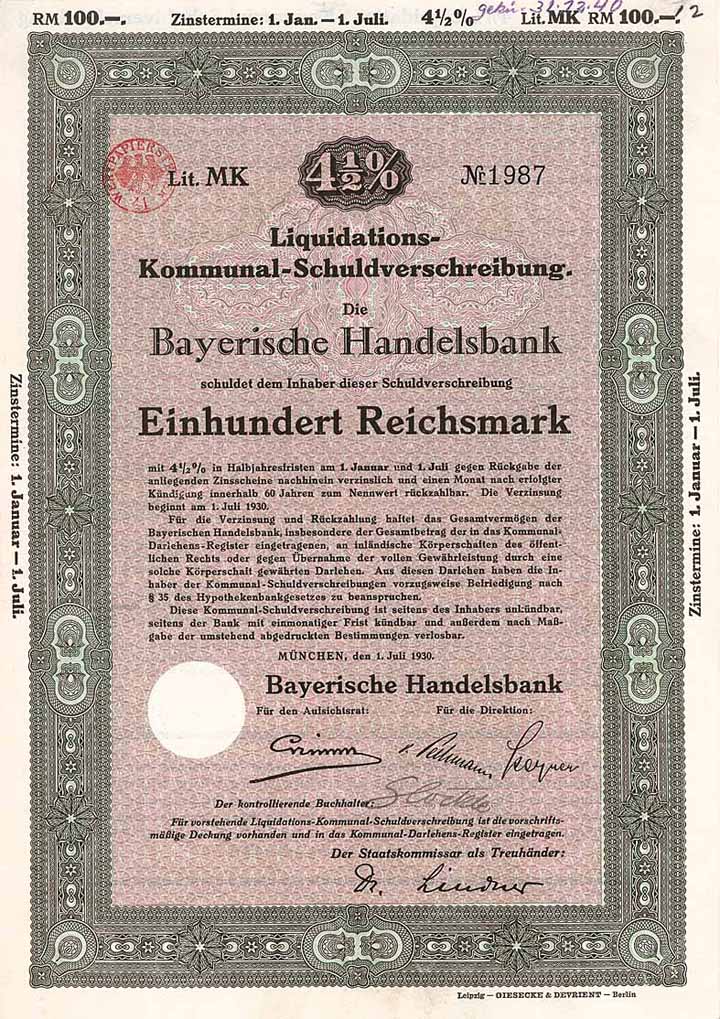 RM 100.—. Zinstermine: 1. Jan. — 1. Juli. 4½% Lit. MK RM 100.—.
31.12.40
12
WERTPAPIERST
Lit. MK 4½% № 1987
Liquidations-
Kommunal-Schuldverschreibung.
Die
Bayerische Handelsbank
schuldet dem Inhaber dieser Schuldverschreibung
Einhundert Reichsmark
mit 4½% in Halbjahresfristen am 1. Januar und 1. Juli gegen Rückgabe der
anliegenden Zinsscheine nachhinein verzinslich und einen Monat nach erfolgter
Kündigung innerhalb 60 Jahren zum Nennwert rückzahlbar. Die Verzinsung
beginnt am 1. Juli 1930.
Für die Verzinsung und Rückzahlung haftet das Gesamtvermögen der
Bayerischen Handelsbank, insbesondere der Gesamtbetrag der in das Kommunal-
Darlehens-Register eingetragenen, an inländische Körperschaften des öffent-
lichen Rechts oder gegen Übernahme der vollen Gewährleistung durch eine
solche Körperschaft gewährten Darlehen. Aus diesen Darlehen haben die In-
haber der Kommunal-Schuldverschreibungen vorzugsweise Befriedigung nach
§ 35 des Hypothekenbankgesetzes zu beanspruchen.
Diese Kommunal-Schuldverschreibung ist seitens des Inhabers unkündbar,
seitens der Bank mit einmonatiger Frist kündbar und außerdem nach Maß-
gabe der umstehend abgedruckten Bestimmungen verlosbar.
MÜNCHEN, den 1. Juli 1930.
Bayerische Handelsbank
Für den Aufsichtsrat: Für die Direktion:
Der kontrollierende Buchhalter:
Für vorstehende Liquidations-Kommunal-Schuldverschreibung ist die vorschrifts-
mäßige Deckung vorhanden und in das Kommunal-Darlehens-Register eingetragen.
Der Staatskommissar als Treuhänder:
Dr. Lindner
Zinstermine: 1. Januar — 1. Juli.
Zinstermine: 1. Januar — 1. Juli.
Leipzig — GIESECKE & DEVRIENT — Berlin